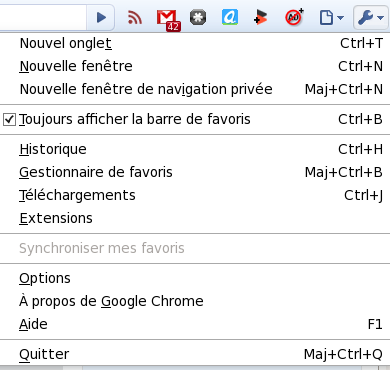 42
Nouvel onglet Ctrl+T
Nouvelle fenêtre Ctrl+N
Nouvelle fenêtre de navigation privée Maj+Ctrl+N
Toujours afficher la barre de favoris Ctrl+B
Historique Ctrl+H
Gestionnaire de favoris Maj+Ctrl+B
Téléchargements Ctrl+J
Extensions
Synchroniser mes favoris
Options
À propos de Google Chrome
Aide F1
Quitter Maj+Ctrl+Q